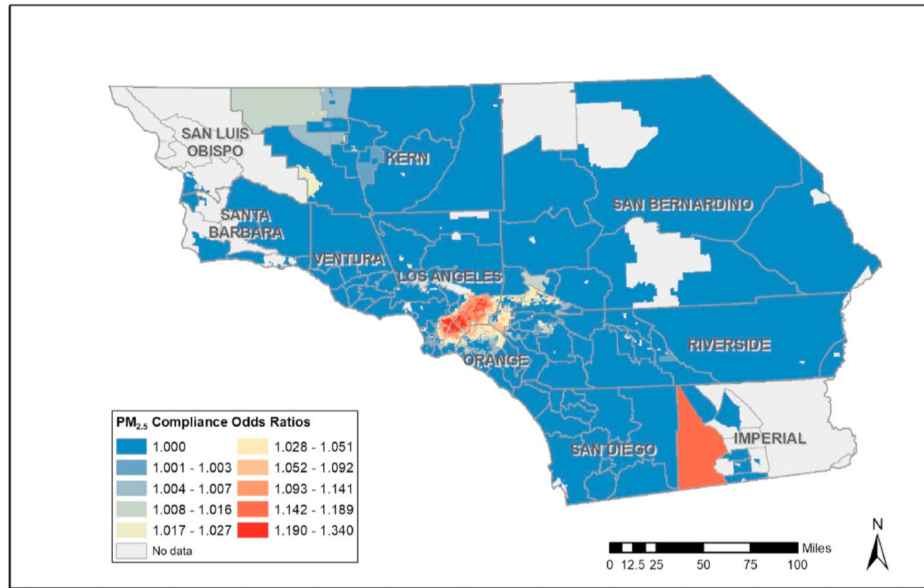 SAN LUIS
OBISPO
KERN
SAN BERNARDINO
SANTA
BARBARA
VENTURA
LOS ANGELES
RIVERSIDE
ORANGE
SAN DIEGO
IMPERIAL
PM2.5 Compliance Odds Ratios
1.000
1.028 - 1.051
1.001 - 1.003
1.052 - 1.092
1.004 - 1.007
1.093 - 1.141
1.008 - 1.016
1.142 - 1.189
1.017 - 1.027
1.190 - 1.340
No data
N
Miles
0 12.5 25 50 75 100